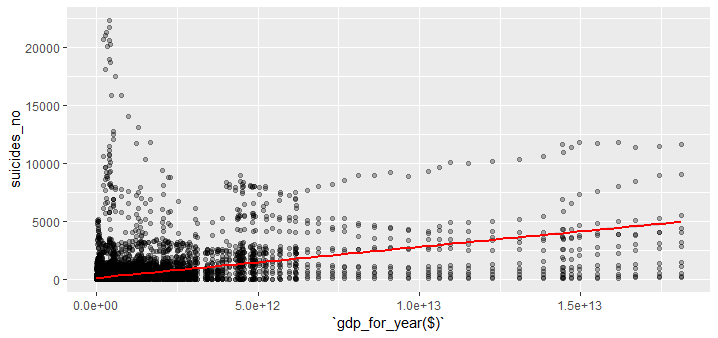 20000
15000
10000
5000
0
suicides_no
0.0e+00
5.0e+12
1.0e+13
1.5e+13
`gdp_for_year($)`